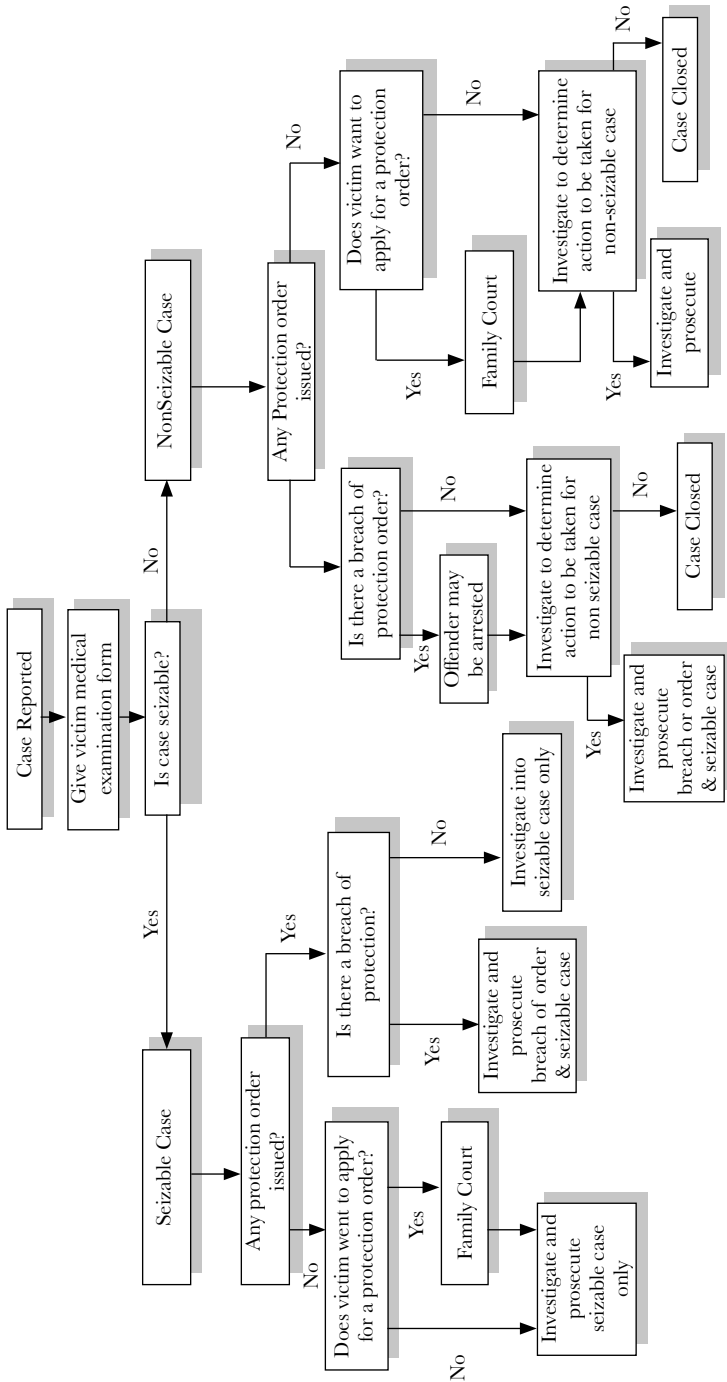 Case Reported
Give victim medical
examination form
Is case seizable?
Yes
No
Seizable Case
NonSeizable Case
Any protection order
issued?
No
Yes
Any Protection order
issued?
No
Does victim went to apply
for a protection order?
Is there a breach of
protection?
Is there a breach of
protection order?
Does victim want to
apply for a protection
order?
No
Yes
Yes
No
Yes
No
Yes
No
Family Court
Investigate and
prosecute
breach of order
& seizable case
Investigate into
seizable case only
Offender may
be arrested
Family Court
Investigate and
prosecute
seizable case
only
Investigate to determine
action to be taken for
non seizable case
Investigate to determine
action to be taken for
non-seizable case
Yes
No
Yes
No
Investigate and
prosecute
breach or order
& seizable case
Case Closed
Investigate and
prosecute
Case Closed